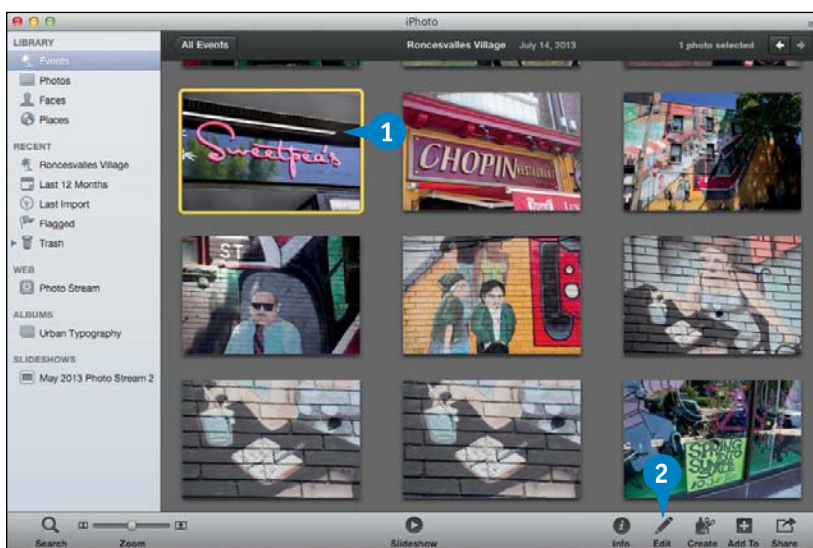 iPhoto
LIBRARY
Events
Photos
Faces
Places
RECENT
Roncesvalles Village
Last 12 Months
Last Import
Flagged
Trash
WEB
Photo Stream
ALBUMS
Urban Typography
SLIDESHOWS
May 2013 Photo Stream 2
All Events
Roncesvalles Village July 14, 2013
1 photo selected
Sweetpea's
1
CHOPIN RESTAURANT
ST
SPRING
2
Search
Zoom
Slideshow
Info
Edit
Create
Add To
Share